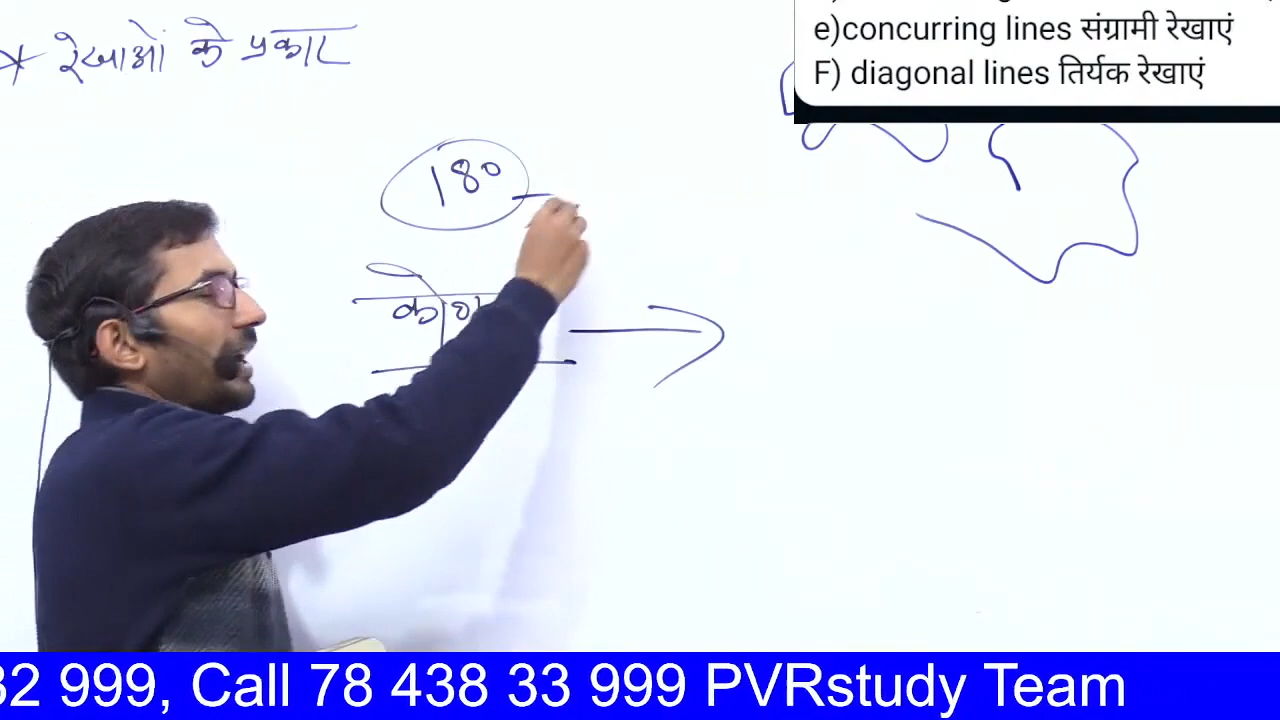 * रेखाओं के प्रकार
e)concurring lines संग्रामी रेखाएं
F) diagonal lines तिर्यक रेखाएं
180
32 999, Call 78 438 33 999 PVRstudy Team